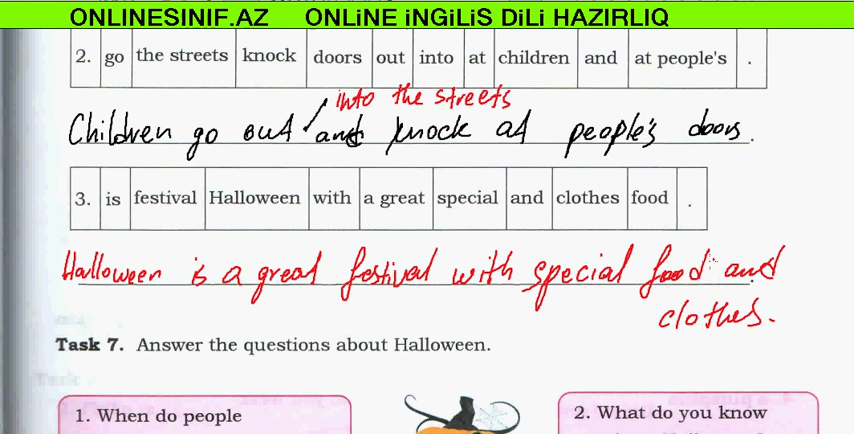 ONLINESINIF.AZ ONLiNE iNGiLiS DiLi HAZIRLIQ
2. go the streets knock doors out into at children and at people's .
into the streets
Children go out and knock at people's doors.
3. is festival Halloween with a great special and clothes food .
Halloween is a great festival with special food and
clothes.
Task 7. Answer the questions about Halloween.
1. When do people
2. What do you know